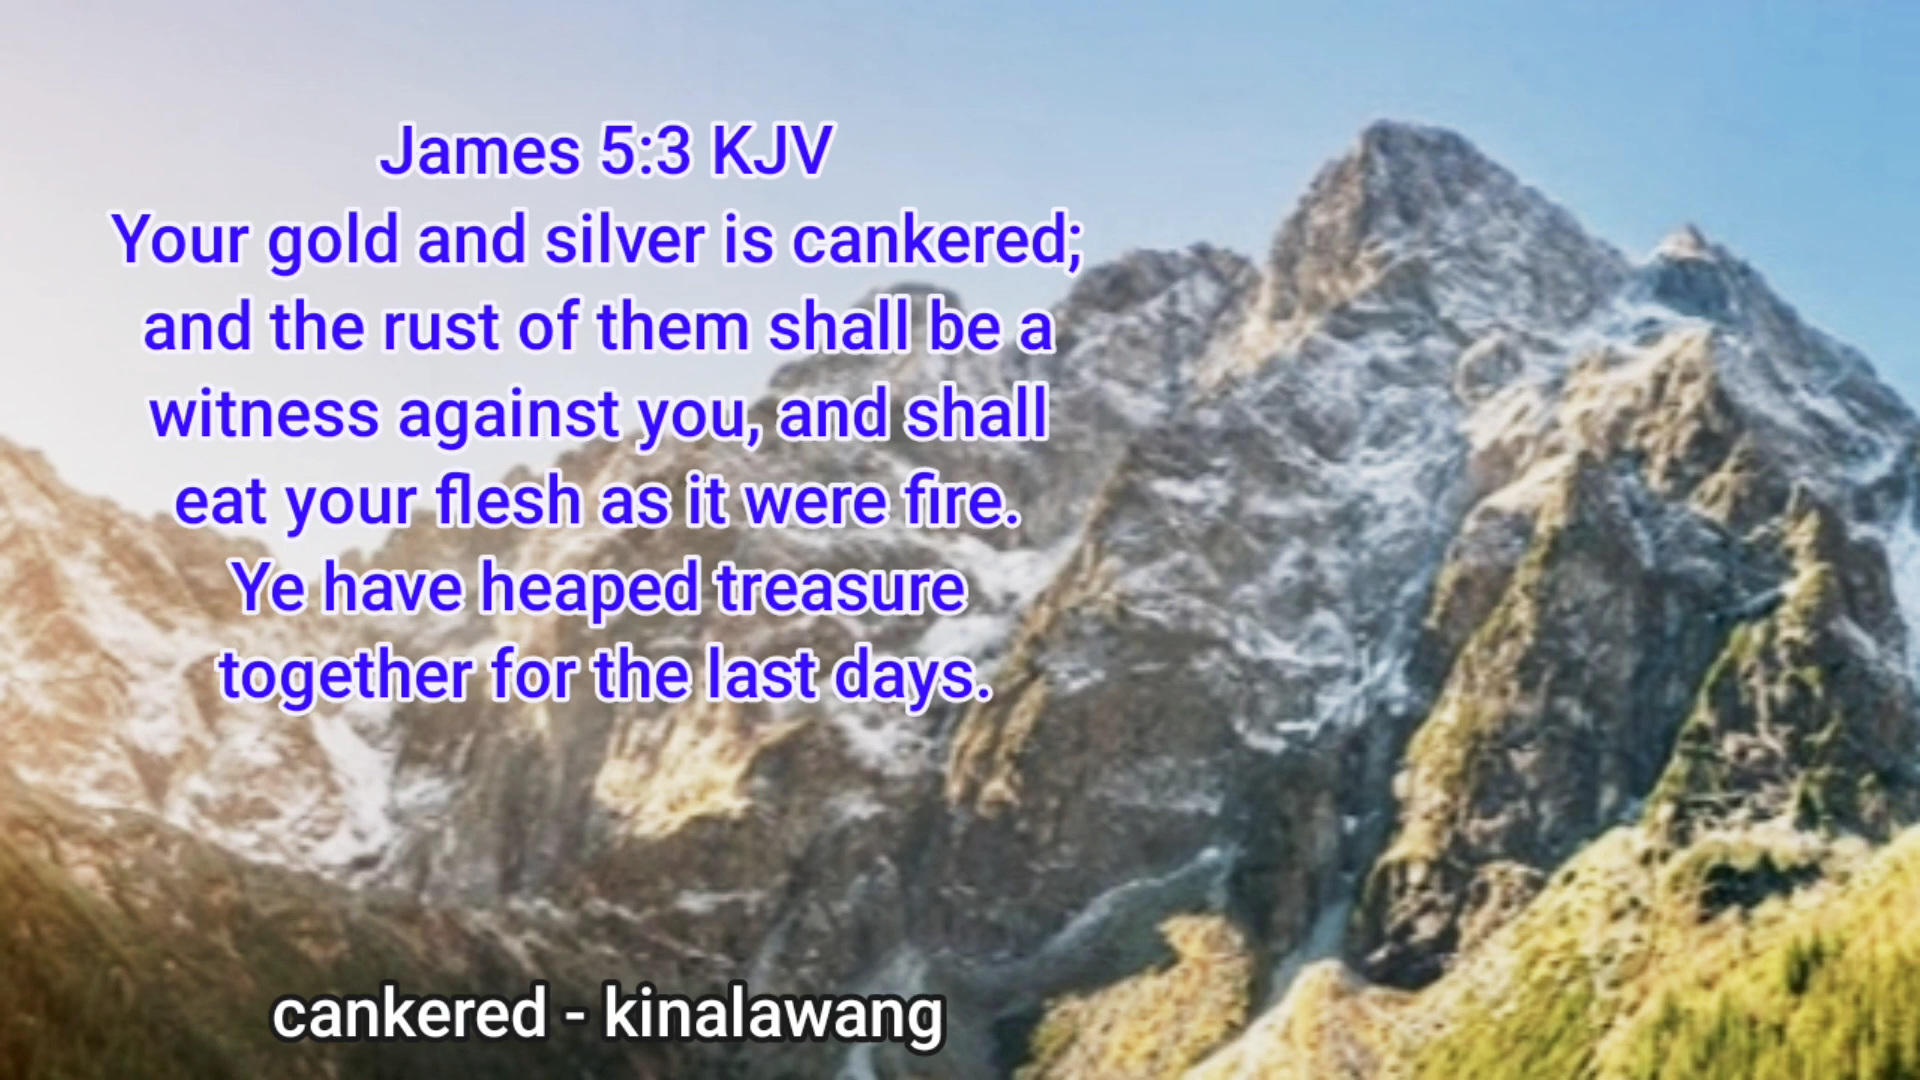 James 5:3 KJV
Your gold and silver is cankered;
and the rust of them shall be a
witness against you, and shall
eat your flesh as it were fire.
Ye have heaped treasure
together for the last days.
cankered - kinalawang